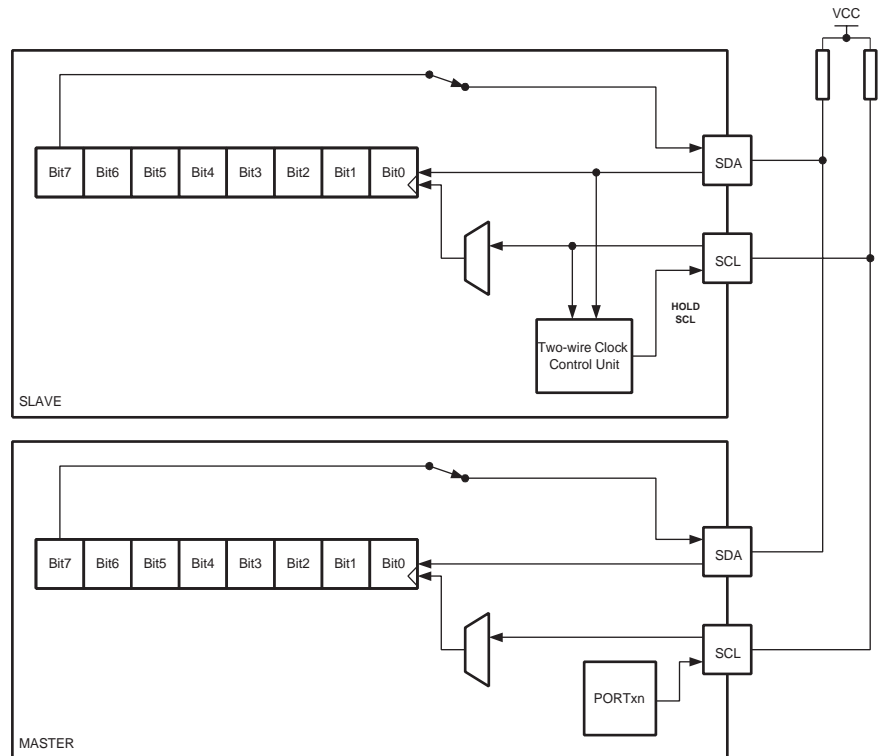 VCC
Bit7 Bit6 Bit5 Bit4 Bit3 Bit2 Bit1 Bit0
SDA
SCL
HOLD
SCL
Two-wire Clock
Control Unit
SLAVE
Bit7 Bit6 Bit5 Bit4 Bit3 Bit2 Bit1 Bit0
SDA
SCL
PORTxn
MASTER